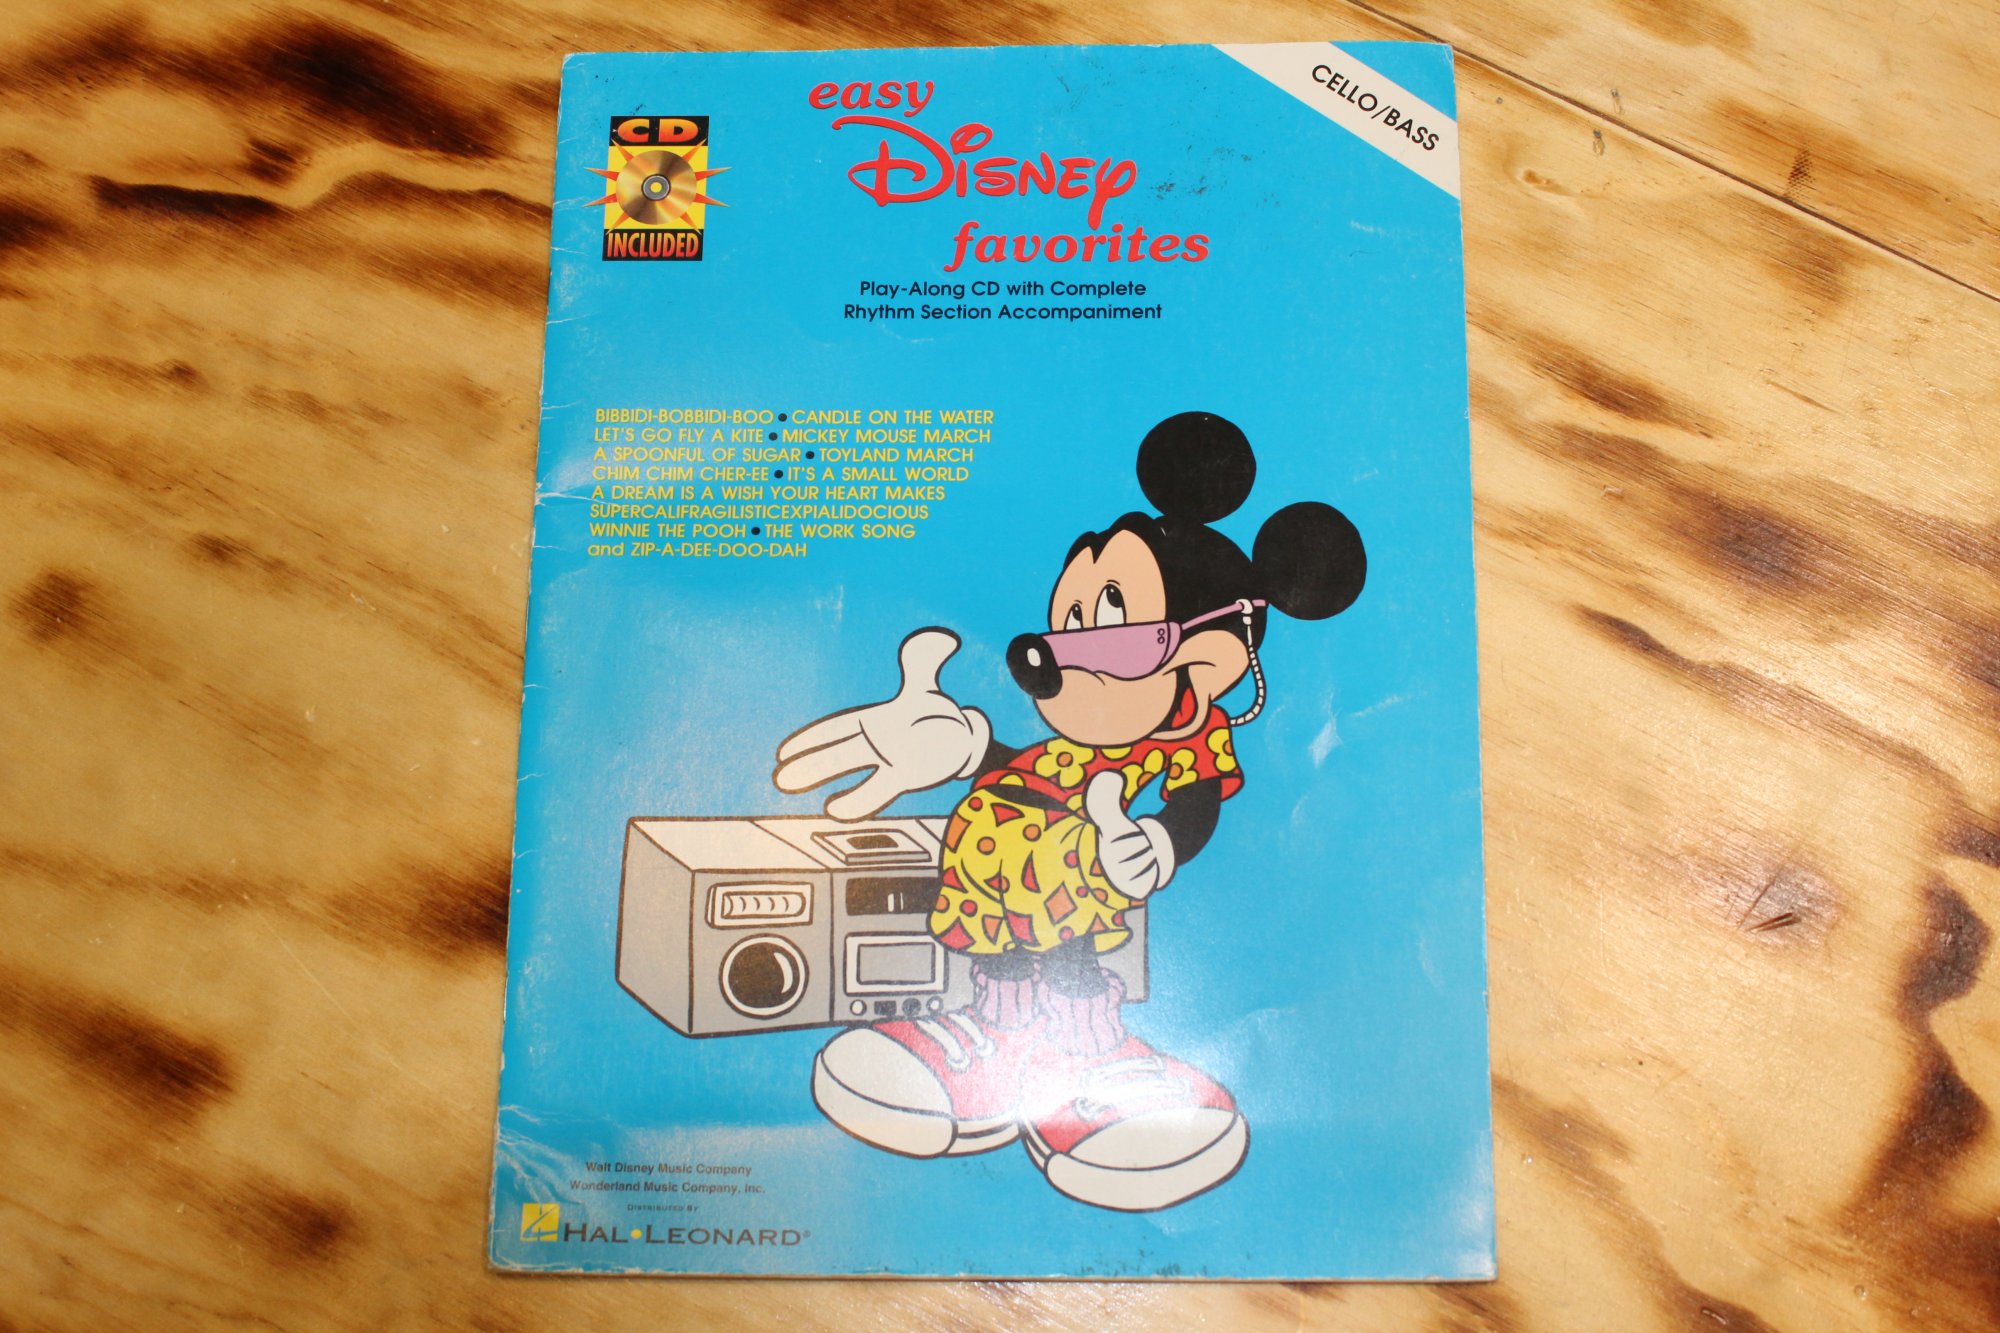 CELLO/BASS
CD
INCLUDED
easy
Disney
favorites
Play-Along CD with Complete
Rhythm Section Accompaniment
BIBBIDI-BOBBIDI-BOO • CANDLE ON THE WATER
LET'S GO FLY A KITE • MICKEY MOUSE MARCH
A SPOONFUL OF SUGAR • TOYLAND MARCH
CHIM CHIM CHER-EE • IT'S A SMALL WORLD
A DREAM IS A WISH YOUR HEART MAKES
SUPERCALIFRAGILISTICEXPIALIDOCIOUS
WINNIE THE POOH • THE WORK SONG
and ZIP-A-DEE-DOO-DAH
Walt Disney Music Company
Wonderland Music Company, Inc.
DISTRIBUTED BY
HAL•LEONARD®